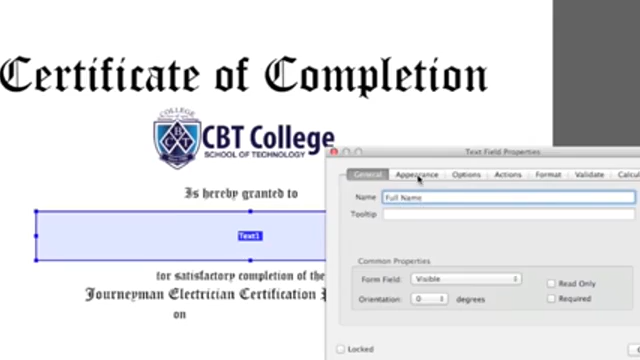 Certificate of Completion
COLLEGE
CBT
CBT College
SCHOOL OF TECHNOLOGY
Is hereby granted to
Text1
for satisfactory completion of the
Journeyman Electrician Certification
on
Text Field Properties
General Appearance Options Actions Format Validate Calcul
Name Full Name
Tooltip
Common Properties
Form Field: Visible
Read Only
Orientation: 0 degrees
Required
Locked